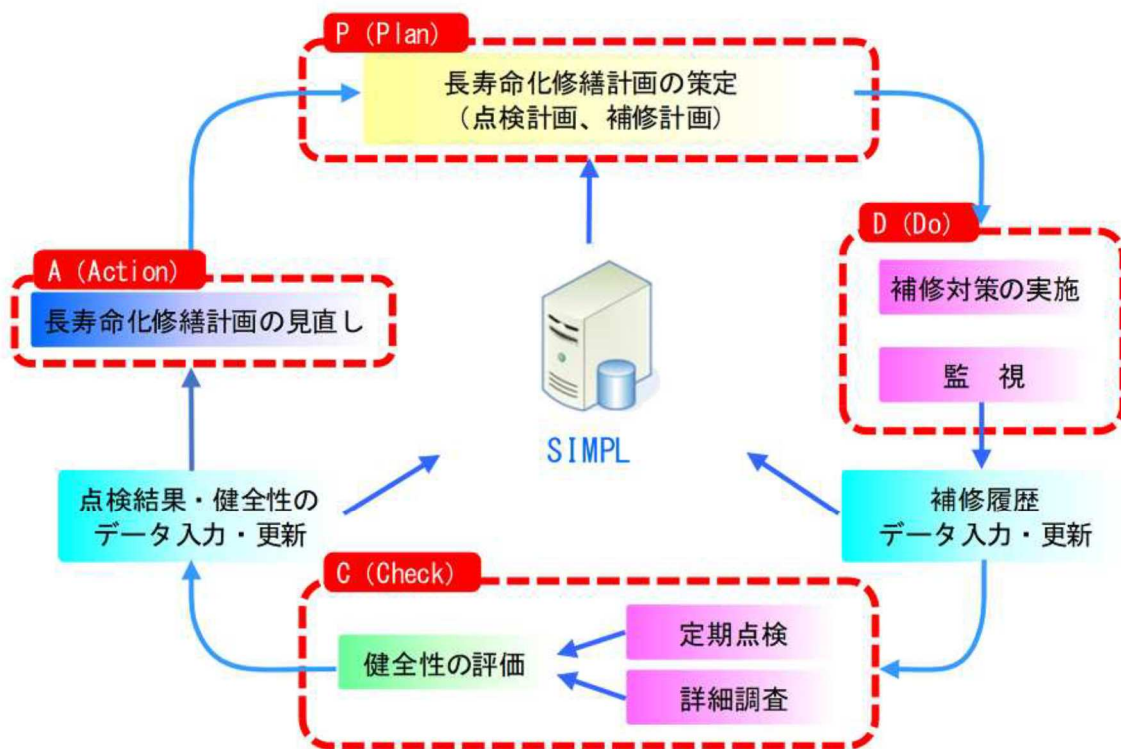 P (Plan)
長寿命化修繕計画の策定
(点検計画、補修計画)
D (Do)
補修対策の実施
監　視
A (Action)
長寿命化修繕計画の見直し
SIMPL
点検結果・健全性の
データ入力・更新
補修履歴
データ入力・更新
C (Check)
定期点検
健全性の評価
詳細調査